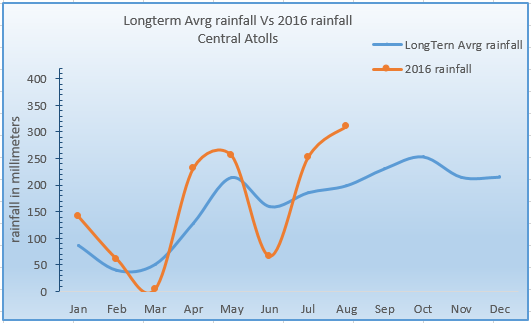 Longterm Avrg rainfall Vs 2016 rainfall
Central Atolls
LongTern Avrg rainfall
2016 rainfall
rainfall in millimeters
400
350
300
250
200
150
100
50
0
Jan Feb Mar Apr May Jun Jul Aug Sep Oct Nov Dec